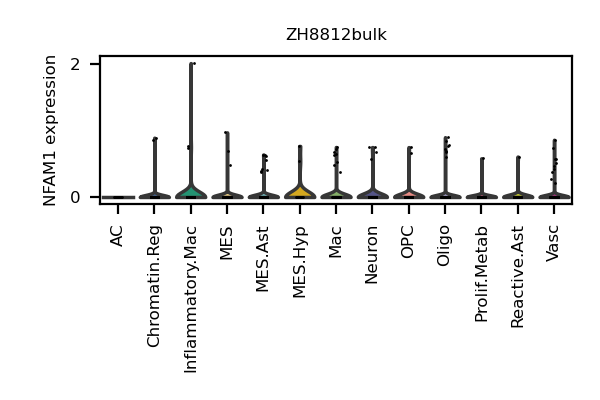 ZH8812bulk
NFAM1 expression
2
0
AC
Chromatin.Reg
Inflammatory.Mac
MES
MES.Ast
MES.Hyp
Mac
Neuron
OPC
Oligo
Prolif.Metab
Reactive.Ast
Vasc